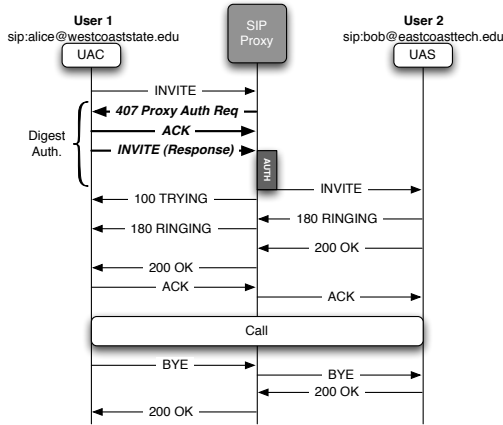 User 1
sip:alice@westcoaststate.edu
UAC
SIP
Proxy
User 2
sip:bob@eastcoasttech.edu
UAS
INVITE
407 Proxy Auth Req
ACK
INVITE (Response)
Digest
Auth.
AUTH
INVITE
100 TRYING
180 RINGING
180 RINGING
200 OK
200 OK
ACK
ACK
Call
BYE
BYE
200 OK
200 OK